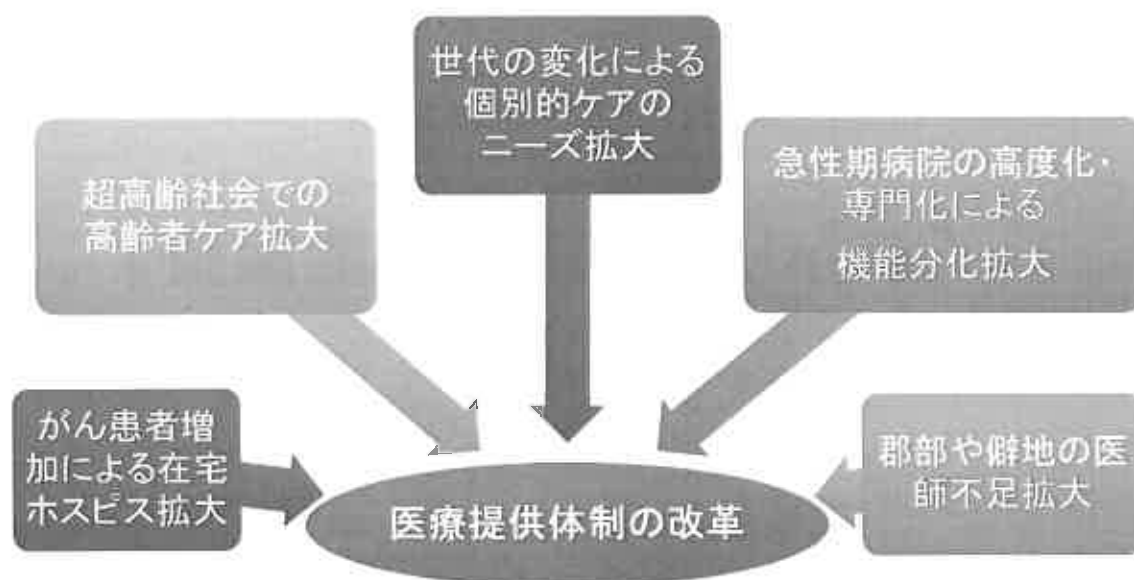 世代の変化による
個別的ケアの
ニーズ拡大
超高齢社会での
高齢者ケア拡大
急性期病院の高度化・
専門化による
機能分化拡大
がん患者増
加による在宅
ホスピス拡大
郡部や僻地の医
師不足拡大
医療提供体制の改革